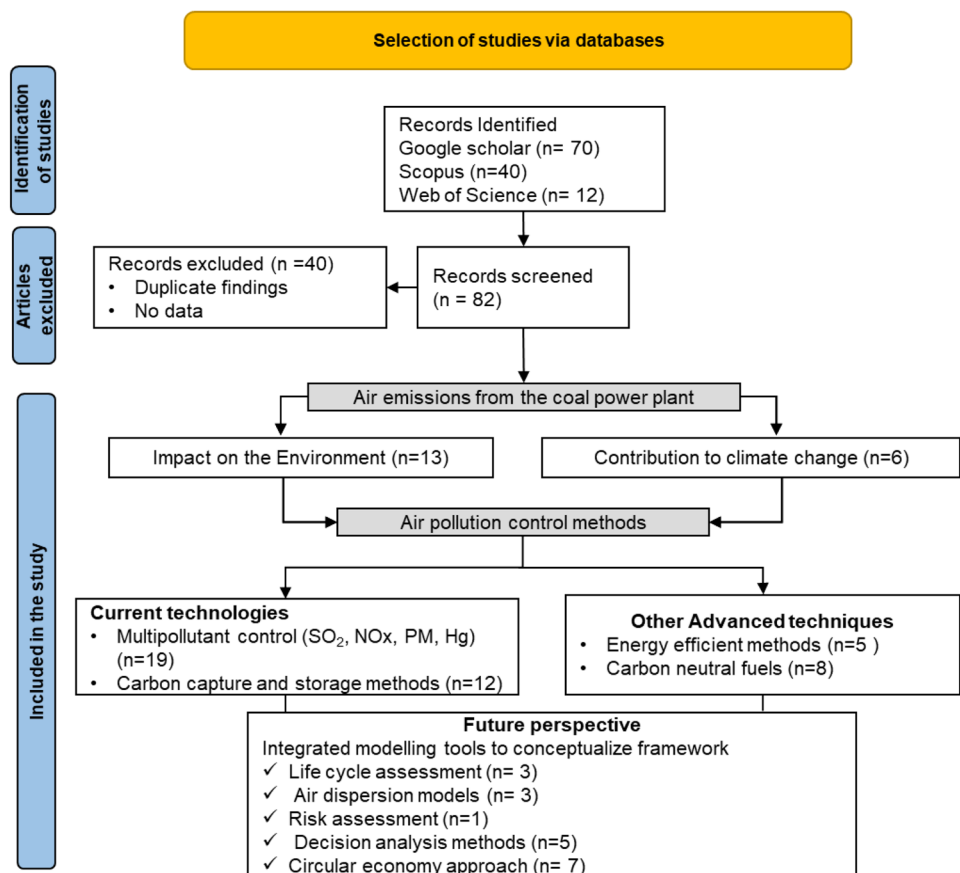 Selection of studies via databases
Identification
of studies
Records Identified
Google scholar (n= 70)
Scopus (n=40)
Web of Science (n= 12)
Articles
excluded
Records excluded (n =40)
• Duplicate findings
• No data
Records screened
(n = 82)
Included in the study
Air emissions from the coal power plant
Impact on the Environment (n=13)
Contribution to climate change (n=6)
Air pollution control methods
Current technologies
• Multipollutant control (SO₂, NOx, PM, Hg)
(n=19)
• Carbon capture and storage methods (n=12)
Other Advanced techniques
• Energy efficient methods (n=5 )
• Carbon neutral fuels (n=8)
Future perspective
Integrated modelling tools to conceptualize framework
✓ Life cycle assessment (n= 3)
✓ Air dispersion models (n= 3)
✓ Risk assessment (n=1)
✓ Decision analysis methods (n=5)
✓ Circular economy approach (n= 7)